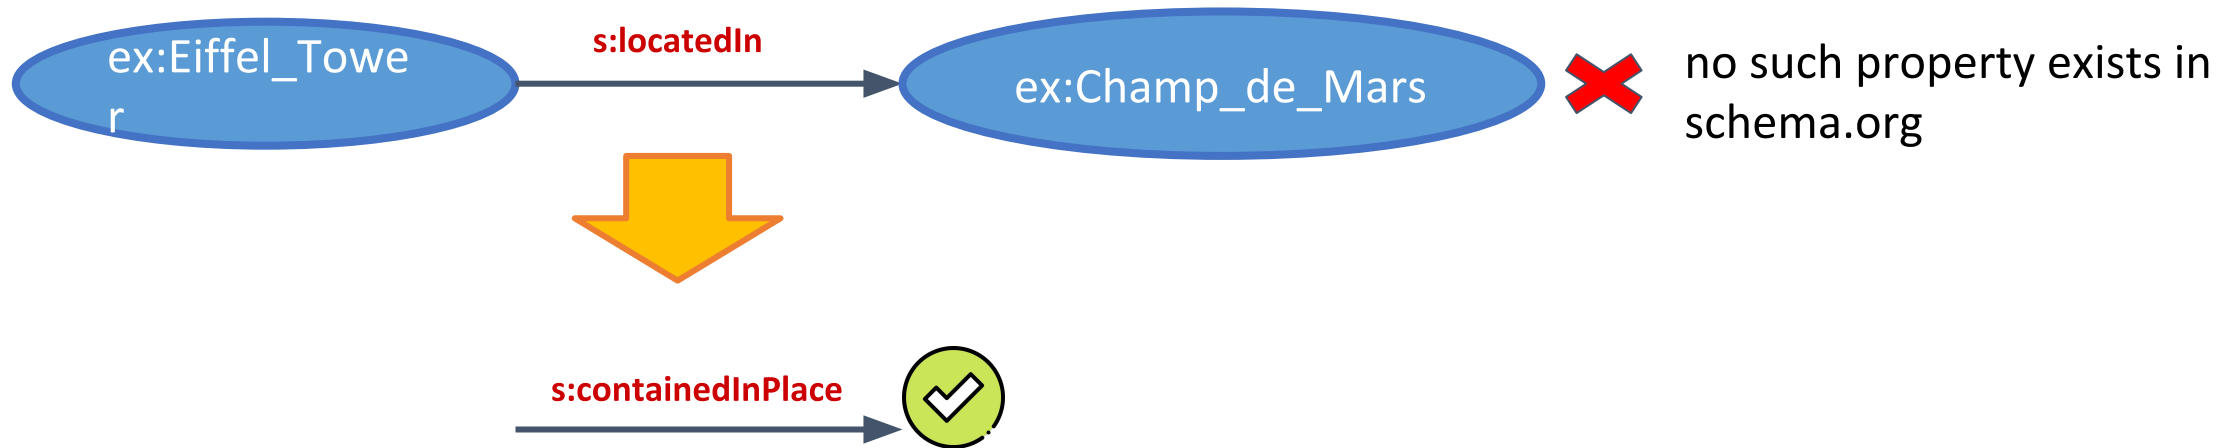 s:locatedIn
ex:Eiffel_Towe
r
ex:Champ_de_Mars
no such property exists in
schema.org
s:containedInPlace